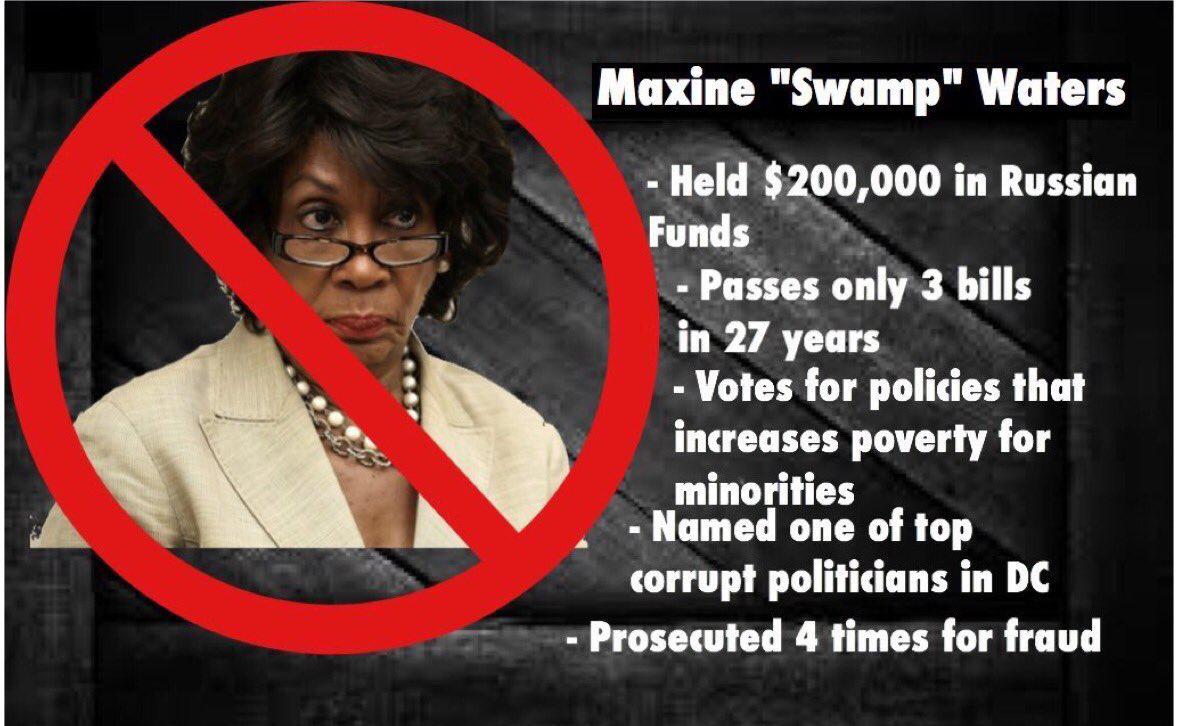 Maxine "Swamp" Waters
- Held $200,000 in Russian
Funds
- Passes only 3 bills
in 27 years
- Votes for policies that
increases poverty for
minorities
- Named one of top
corrupt politicians in DC
- Prosecuted 4 times for fraud